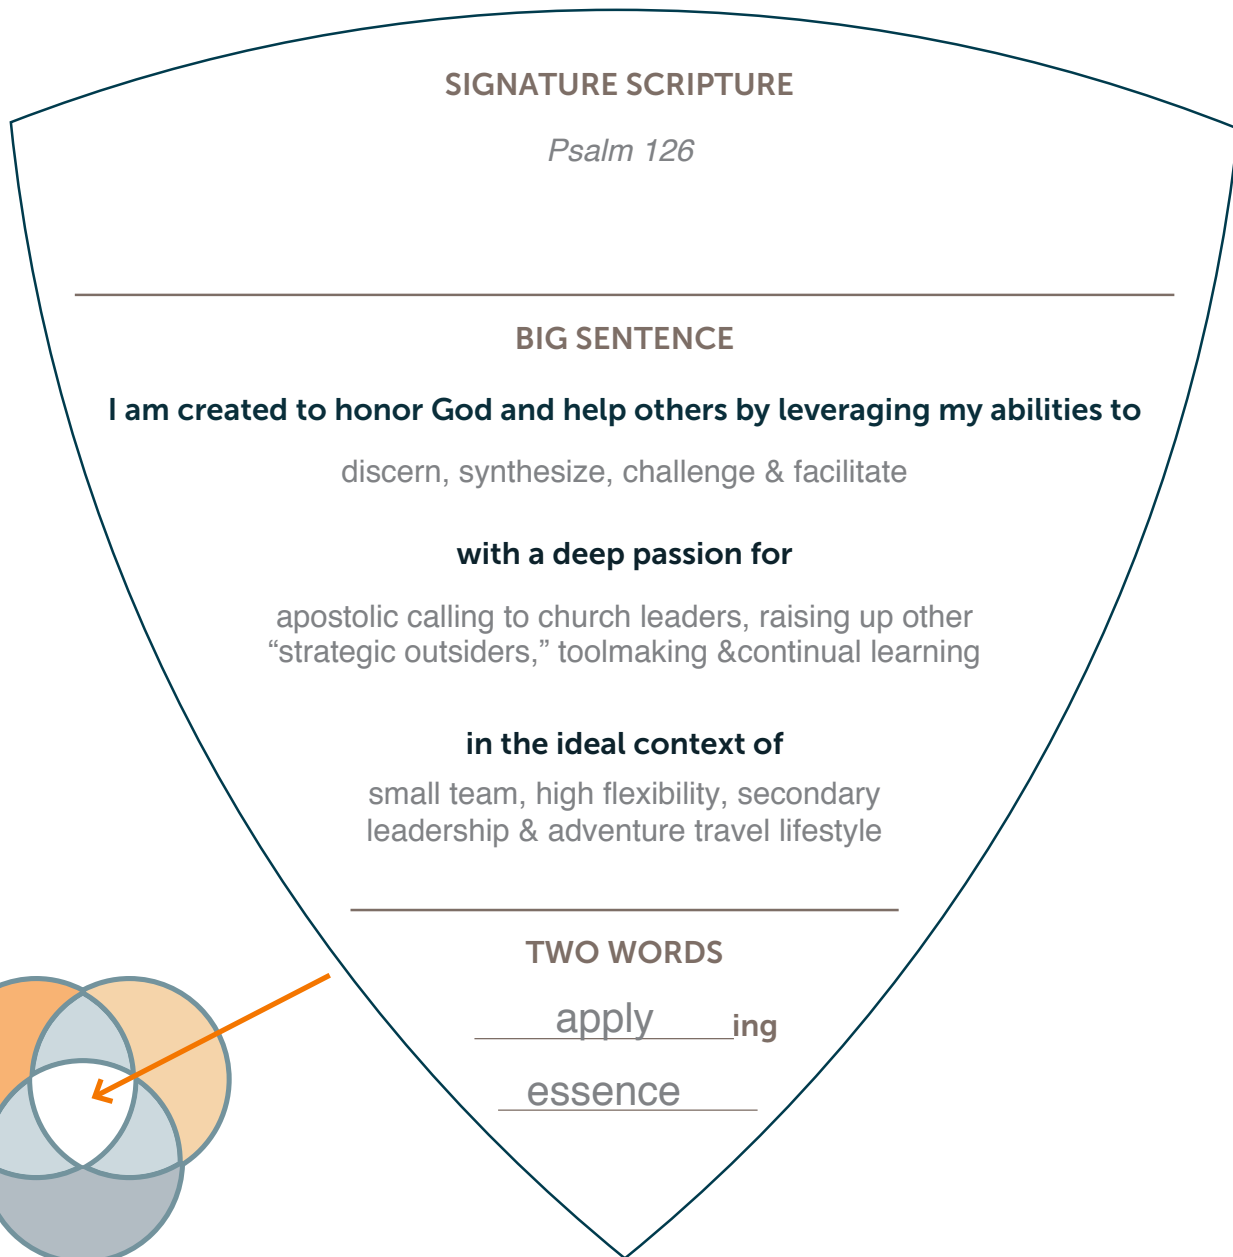 SIGNATURE SCRIPTURE
Psalm 126
BIG SENTENCE
I am created to honor God and help others by leveraging my abilities to
discern, synthesize, challenge & facilitate
with a deep passion for
apostolic calling to church leaders, raising up other
“strategic outsiders,” toolmaking &continual learning
in the ideal context of
small team, high flexibility, secondary
leadership & adventure travel lifestyle
TWO WORDS
apply ing
essence